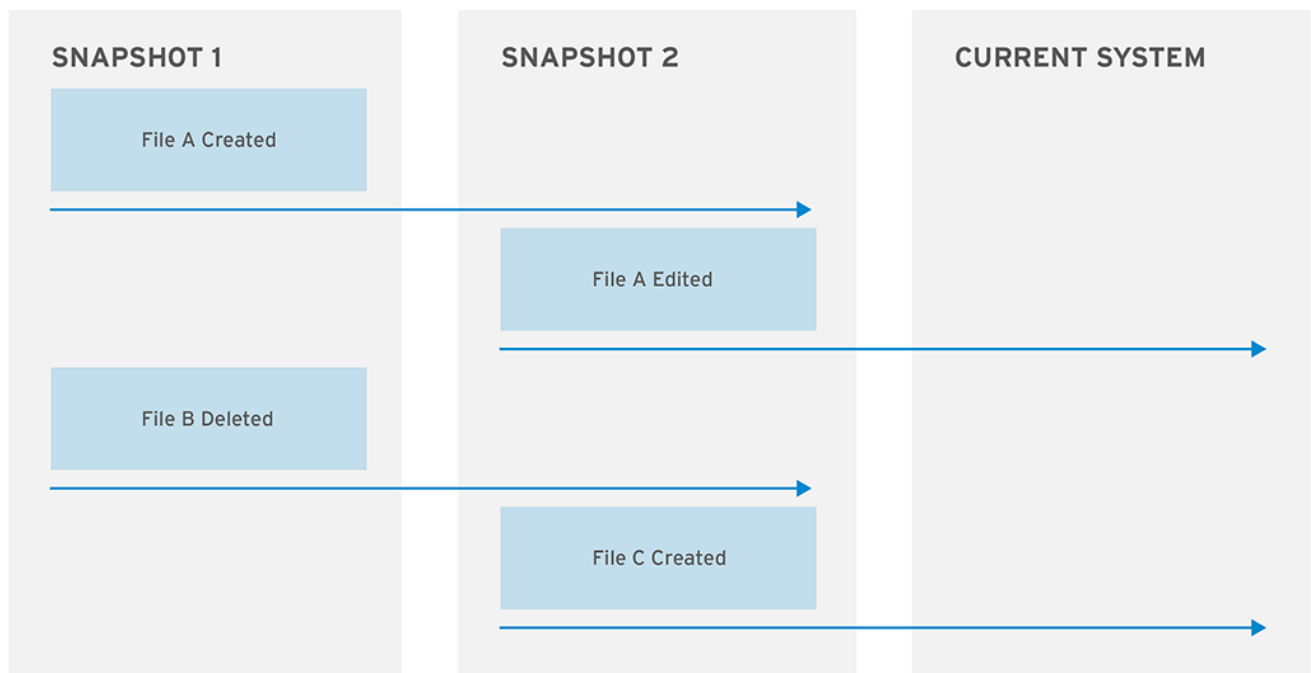 SNAPSHOT 1
SNAPSHOT 2
CURRENT SYSTEM
File A Created
File A Edited
File B Deleted
File C Created